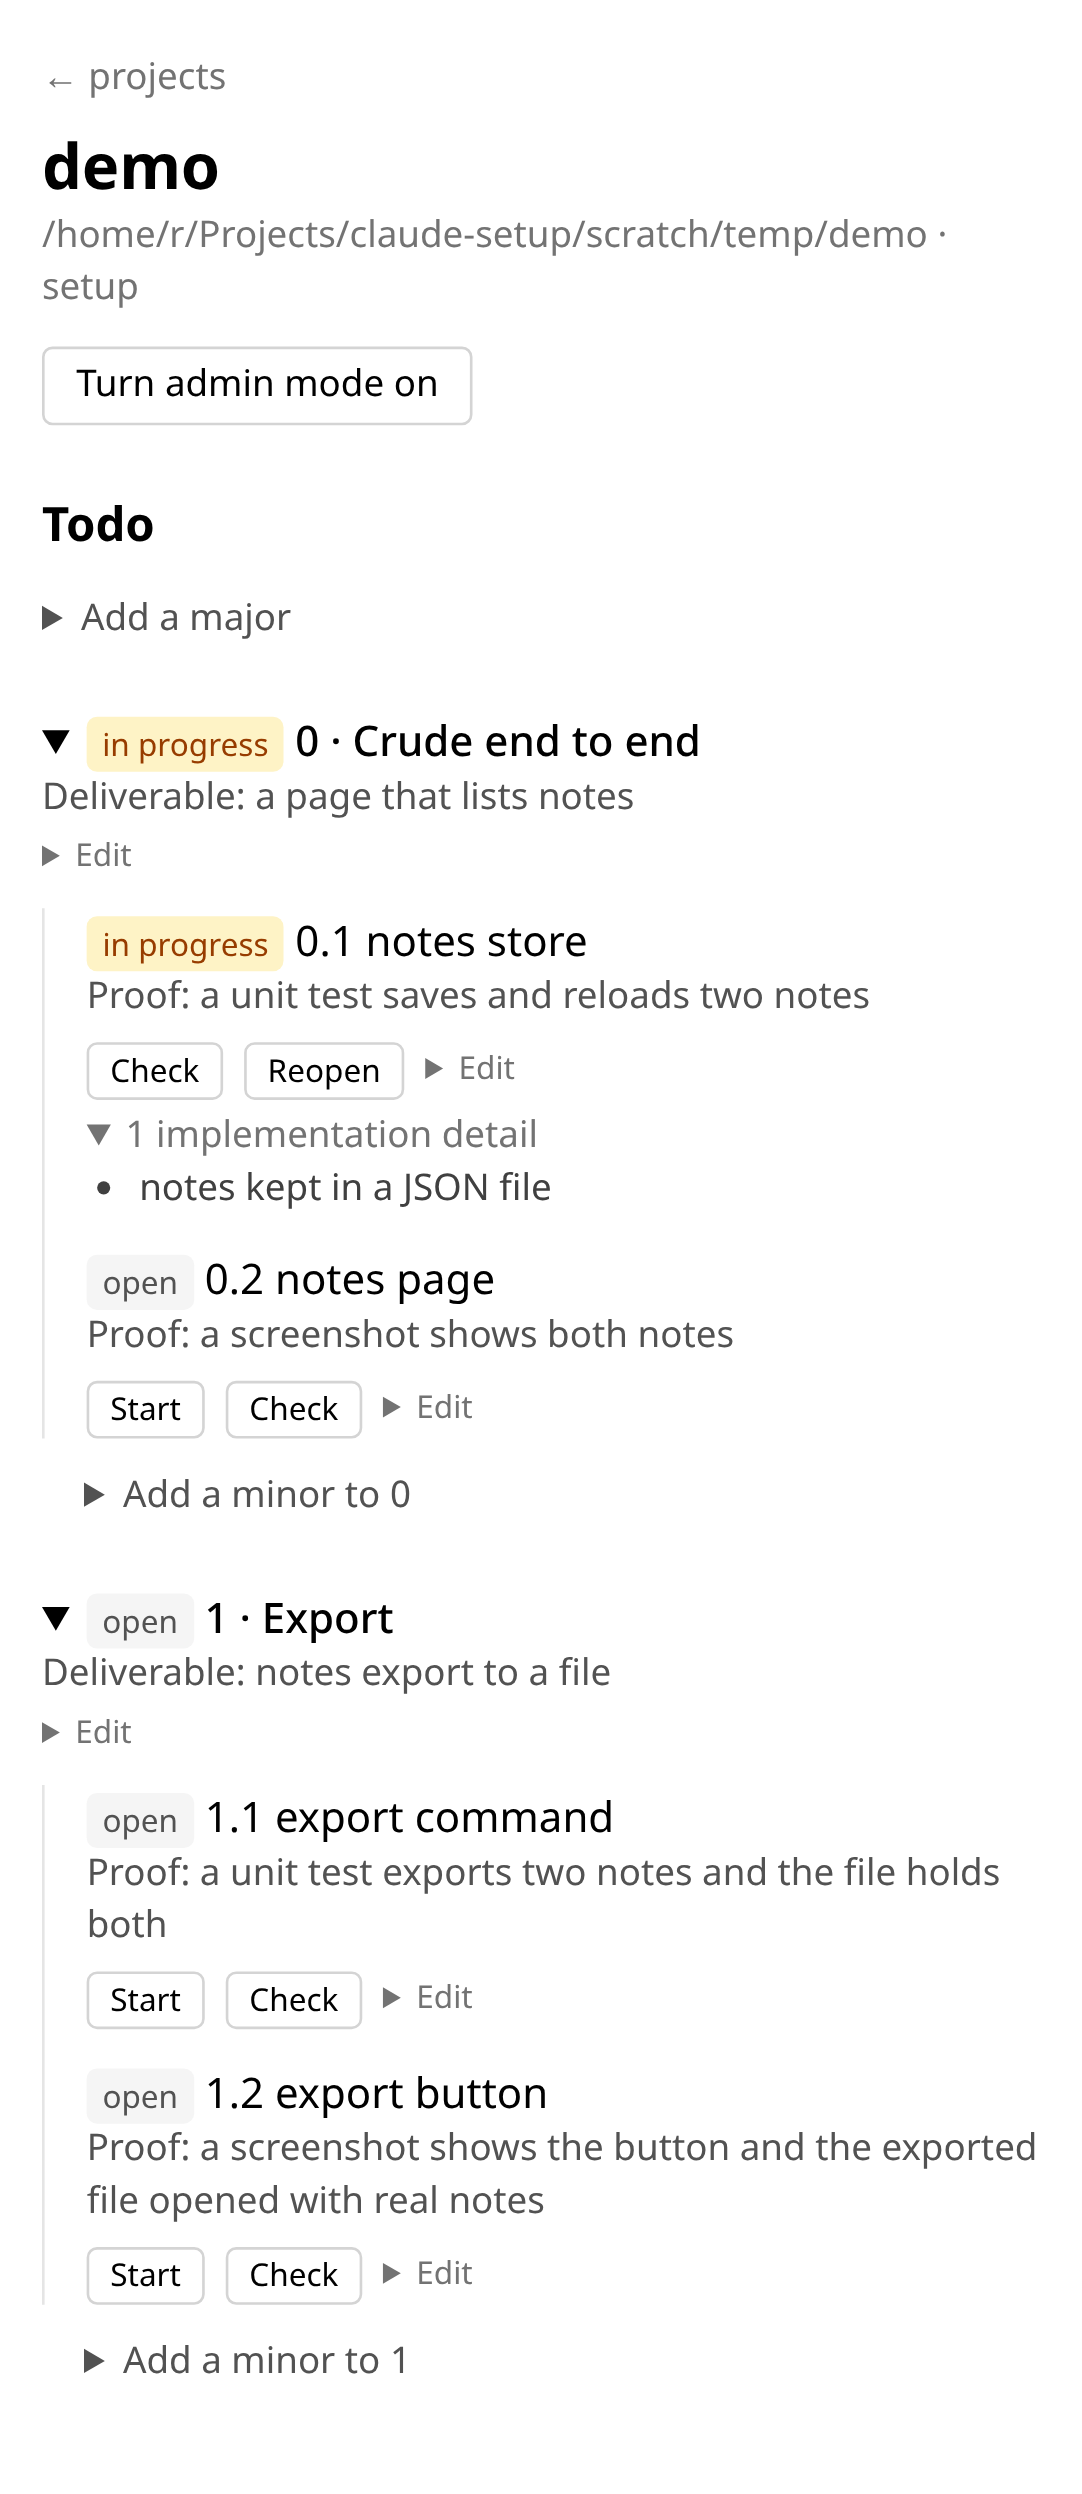 ← projects
demo
/home/r/Projects/claude-setup/scratch/temp/demo ·
setup
Turn admin mode on
Todo
▶ Add a major
▼ in progress 0 · Crude end to end
Deliverable: a page that lists notes
▶ Edit
in progress 0.1 notes store
Proof: a unit test saves and reloads two notes
Check Reopen ▶ Edit
▼ 1 implementation detail
• notes kept in a JSON file
open 0.2 notes page
Proof: a screenshot shows both notes
Start Check ▶ Edit
▶ Add a minor to 0
▼ open 1 · Export
Deliverable: notes export to a file
▶ Edit
open 1.1 export command
Proof: a unit test exports two notes and the file holds
both
Start Check ▶ Edit
open 1.2 export button
Proof: a screenshot shows the button and the exported
file opened with real notes
Start Check ▶ Edit
▶ Add a minor to 1